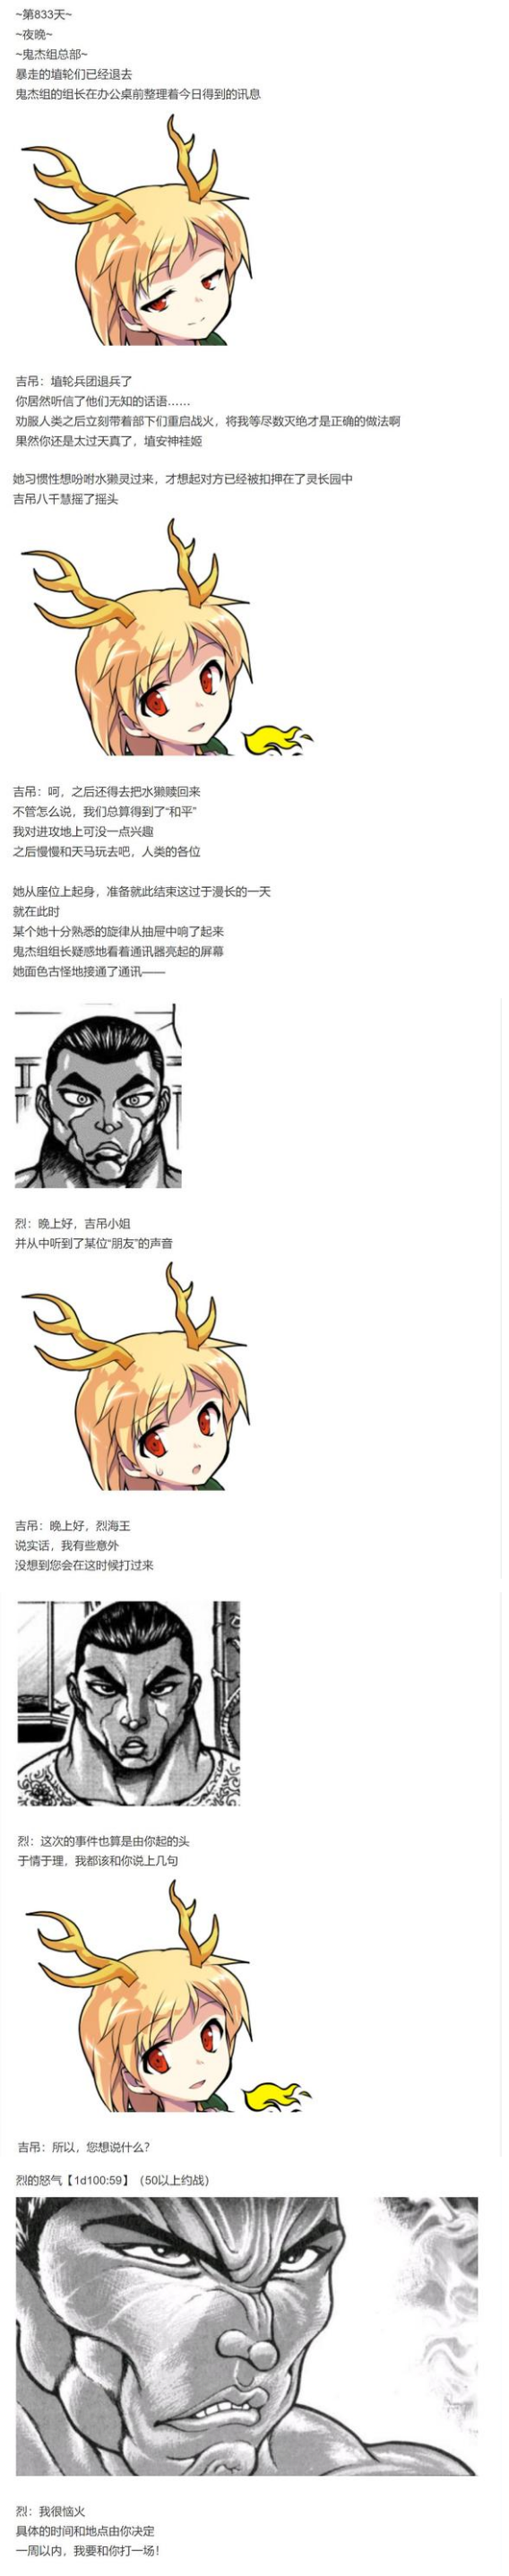 ~第833天~
~夜晚~
~鬼杰组总部~
暴走的埴轮们已经退去
鬼杰组的组长在办公桌前整理着今日得到的讯息
吉吊：埴轮兵团退兵了
你居然听信了他们无知的话语……
劝服人类之后立刻带着部下们重启战火，将我等尽数灭绝才是正确的做法啊
果然你还是太过天真了，埴安神袿姬
她习惯性想吩咐水獭灵过来，才想起对方已经被扣押在了灵长园中
吉吊八千慧摇了摇头
吉吊：呵，之后还得去把水獭赎回来
不管怎么说，我们总算得到了“和平”
我对进攻地上可没一点兴趣
之后慢慢和天马玩去吧，人类的各位
她从座位上起身，准备就此结束这过于漫长的一天
就在此时
某个她十分熟悉的旋律从抽屉中响了起来
鬼杰组组长疑惑地看着通讯器亮起的屏幕
她面色古怪地接通了通讯——
烈：晚上好，吉吊小姐
并从中听到了某位“朋友”的声音
吉吊：晚上好，烈海王
说实话，我有些意外
没想到您会在这时候打过来
烈：这次的事件也算是由你起的头
于情于理，我都该和你说上几句
吉吊：所以，您想说什么？
烈的怒气【1d100:59】（50以上约战）
烈：我很恼火
具体的时间和地点由你决定
一周以内，我要和你打一场！